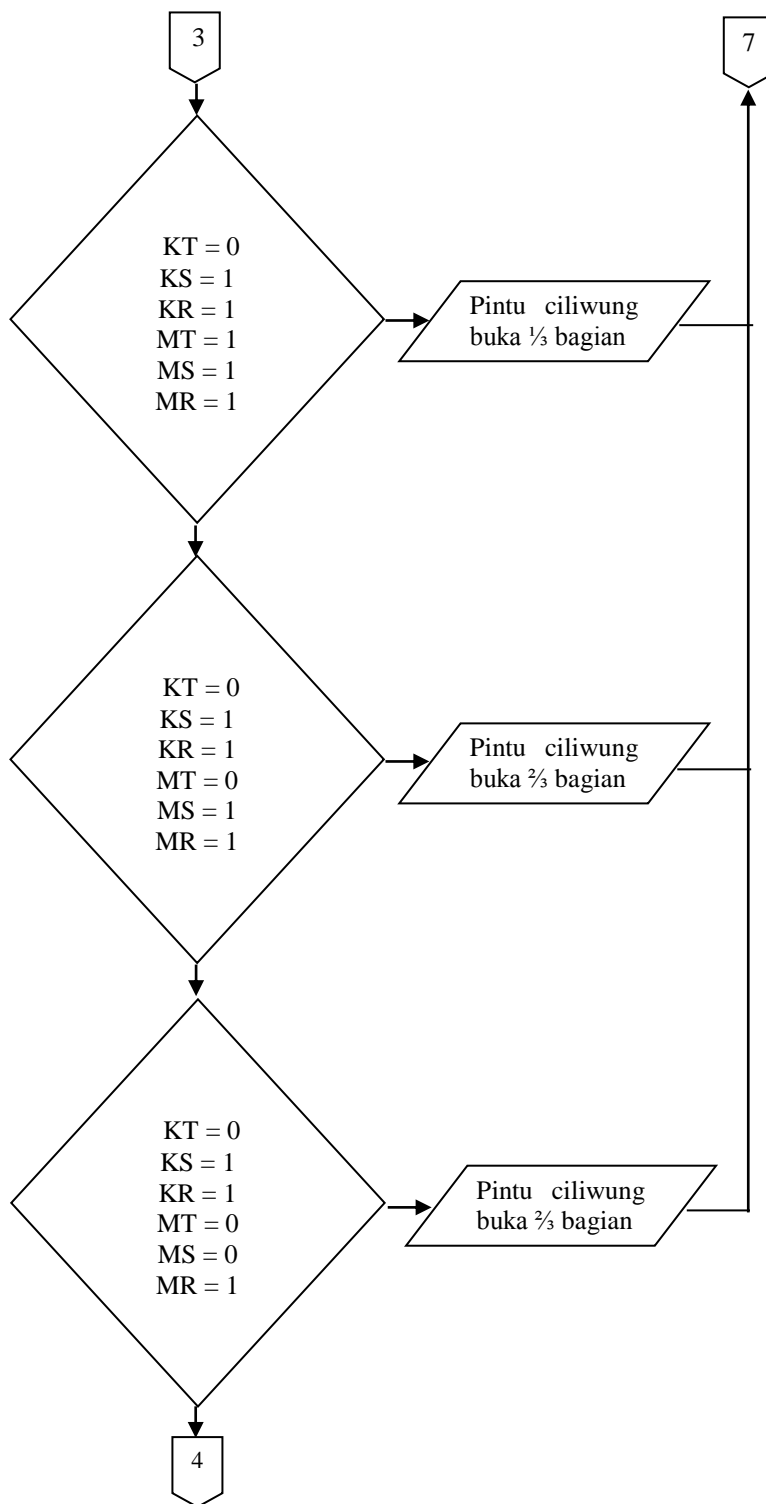 3
7
KT = 0
KS = 1
KR = 1
MT = 1
MS = 1
MR = 1
Pintu ciliwung
buka ⅓ bagian
KT = 0
KS = 1
KR = 1
MT = 0
MS = 1
MR = 1
Pintu ciliwung
buka ⅔ bagian
KT = 0
KS = 1
KR = 1
MT = 0
MS = 0
MR = 1
Pintu ciliwung
buka ⅔ bagian
4